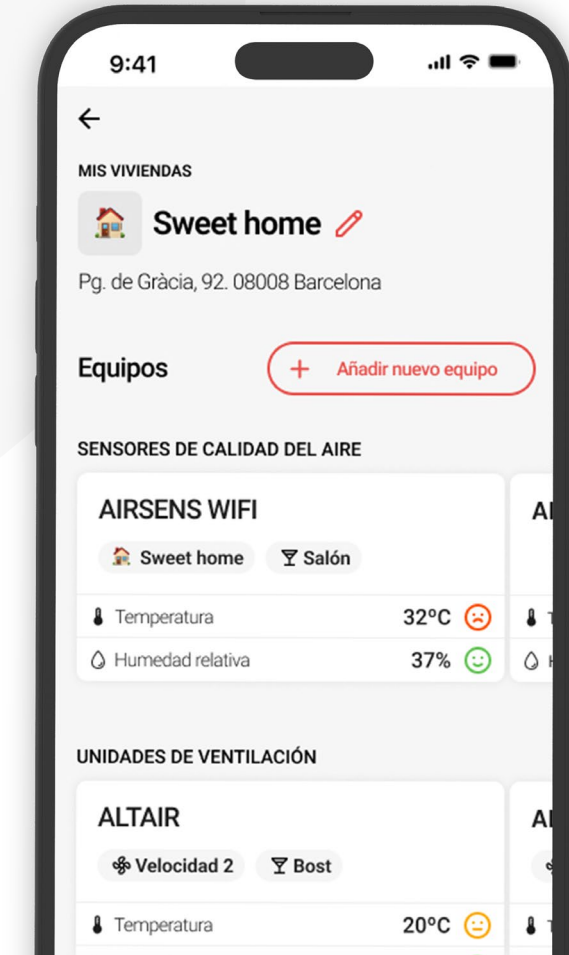 9:41
MIS VIVIENDAS
Sweet home
Pg. de Gràcia, 92. 08008 Barcelona
Equipos
+ Añadir nuevo equipo
SENSORES DE CALIDAD DEL AIRE
AIRSENS WIFI
Sweet home Salón
Temperatura 32ºC
Humedad relativa 37%
UNIDADES DE VENTILACIÓN
ALTAIR
Velocidad 2 Bost
Temperatura 20ºC